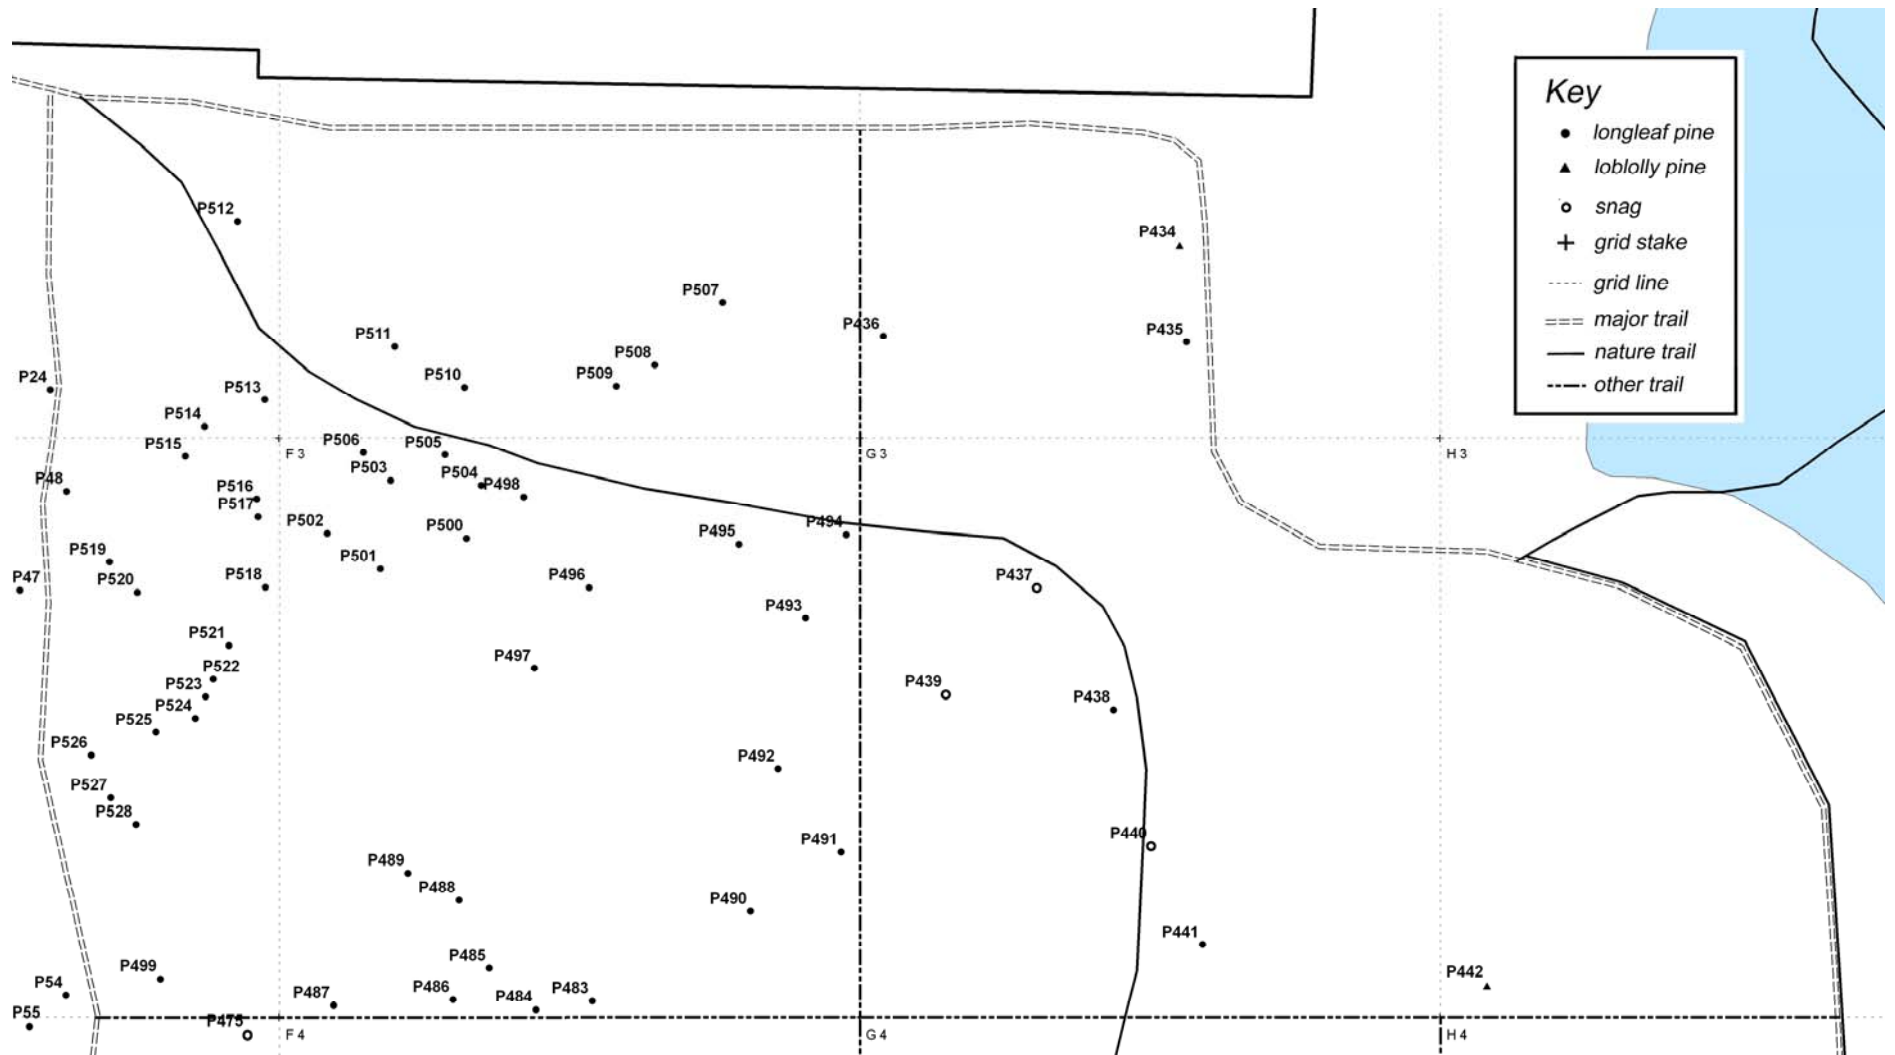 Key
longleaf pine
loblolly pine
snag
grid stake
grid line
major trail
nature trail
other trail
P512
P434
P507
P436
P435
P511
P508
P510
P509
P24
P513
P514
P515
P506
P505
F 3
G 3
H 3
P503
P504
P498
P48
P516
P517
P502
P500
P495
P494
P519
P501
P496
P437
P47
P520
P518
P493
P521
P497
P522
P523
P439
P438
P524
P525
P526
P492
P527
P528
P491
P440
P489
P488
P490
P441
P499
P485
P442
P54
P487
P486
P484
P483
P55
P475
F 4
G 4
H 4